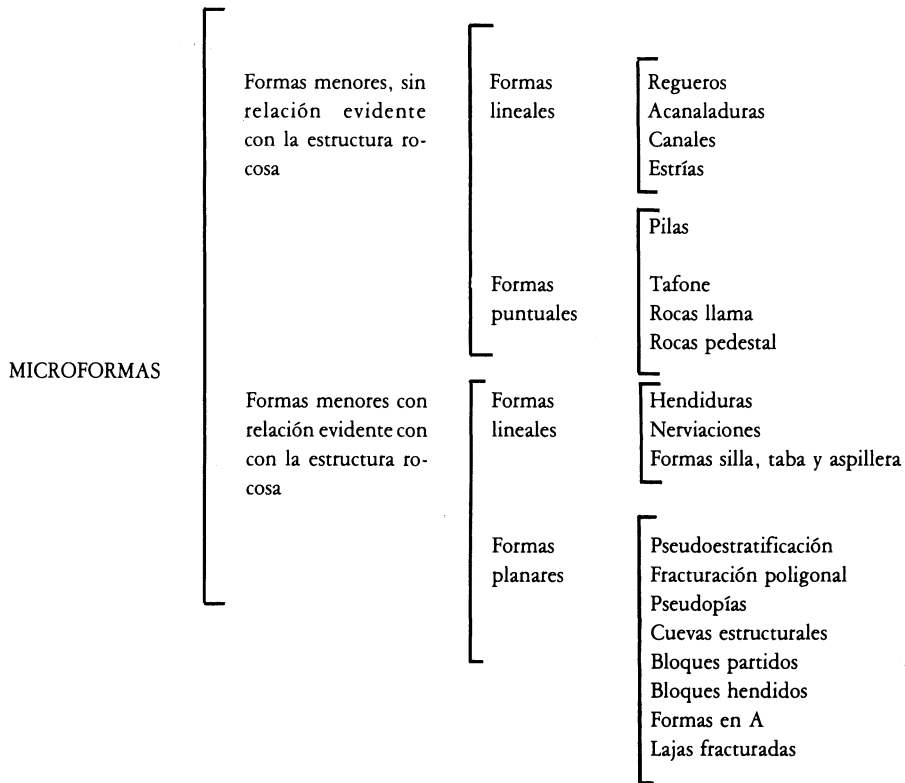 MICROFORMAS
Formas menores, sin
relación evidente
con la estructura ro-
cosa
Formas
lineales
Regueros
Acanaladuras
Canales
Estrías
Formas
puntuales
Pilas
Tafone
Rocas llama
Rocas pedestal
Formas menores con
relación evidente con
con la estructura ro-
cosa
Formas
lineales
Hendiduras
Nerviaciones
Formas silla, taba y aspillera
Formas
planares
Pseudoestratificación
Fracturación poligonal
Pseudopías
Cuevas estructurales
Bloques partidos
Bloques hendidos
Formas en A
Lajas fracturadas